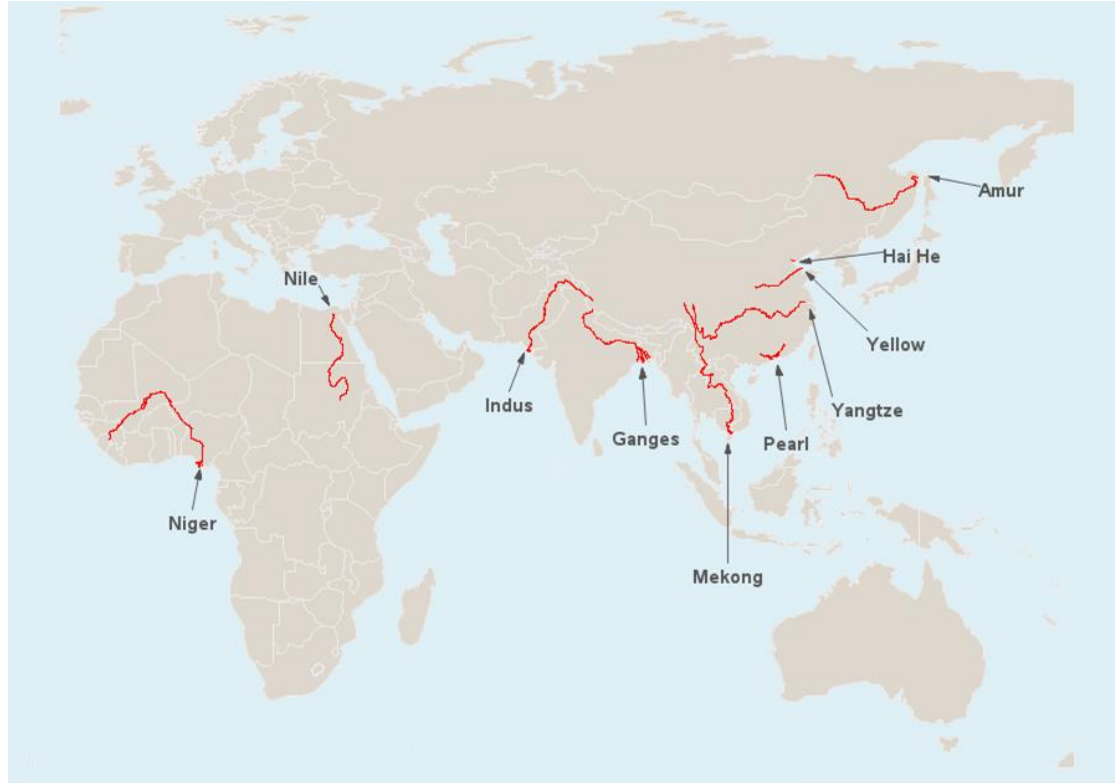 Amur
Hai He
Nile
Yellow
Indus
Yangtze
Ganges
Pearl
Niger
Mekong